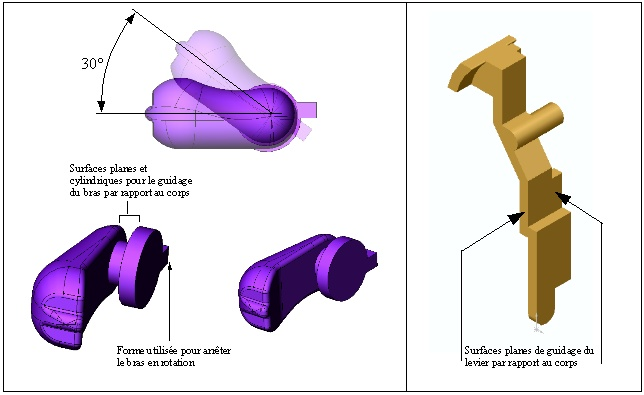 30°
Surfaces planes et
cylindriques pour le guidage
du bras par rapport au corps
Forme utilisée pour arrêter
le bras en rotation
Surfaces planes de guidage du
levier par rapport au corps